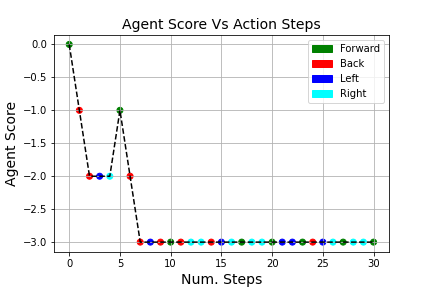 Agent Score Vs Action Steps
Forward
Back
Left
Right
Agent Score
0.0
−0.5
−1.0
−1.5
−2.0
−2.5
−3.0
0 5 10 15 20 25 30
Num. Steps